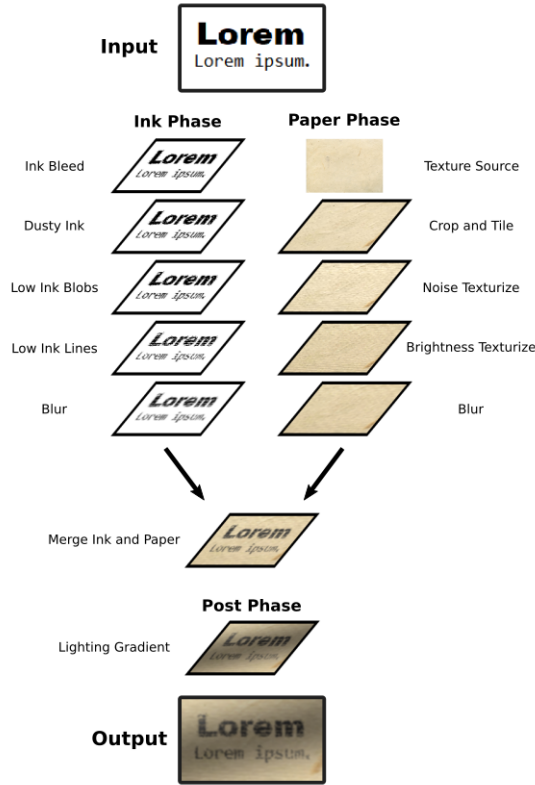 Input
Lorem
Lorem ipsum.
Ink Phase
Paper Phase
Ink Bleed
Lorem
Lorem ipsum.
Texture Source
Dusty Ink
Lorem
Lorem ipsum.
Crop and Tile
Low Ink Blobs
Lorem
Lorem ipsum.
Noise Texturize
Low Ink Lines
Lorem
Lorem ipsum.
Brightness Texturize
Blur
Lorem
Lorem ipsum.
Blur
Merge Ink and Paper
Lorem
Lorem ipsum.
Post Phase
Lighting Gradient
Lorem
Lorem ipsum.
Output
Lorem
Lorem ipsum.